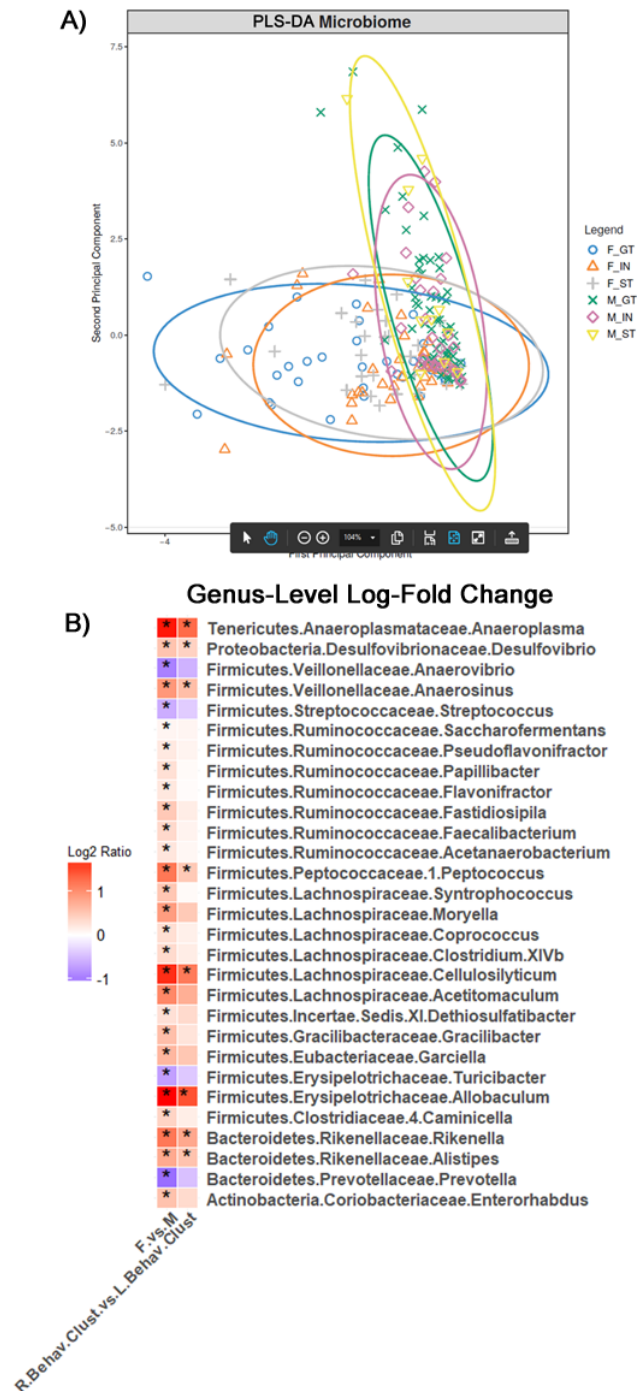 A)
PLS-DA Microbiome
7.5
5.0
2.5
0.0
−2.5
−5.0
Second Principal Component
−4
First Principal Component
104%
Legend
F_GT
F_IN
F_ST
M_GT
M_IN
M_ST
Genus-Level Log-Fold Change
B)
Tenericutes.Anaeroplasmataceae.Anaeroplasma
Proteobacteria.Desulfovibrionaceae.Desulfovibrio
Firmicutes.Veillonellaceae.Anaerovibrio
Firmicutes.Veillonellaceae.Anaerosinus
Firmicutes.Streptococcaceae.Streptococcus
Firmicutes.Ruminococcaceae.Saccharofermentans
Firmicutes.Ruminococcaceae.Pseudoflavonifractor
Firmicutes.Ruminococcaceae.Papillibacter
Firmicutes.Ruminococcaceae.Flavonifractor
Firmicutes.Ruminococcaceae.Fastidiosipila
Firmicutes.Ruminococcaceae.Faecalibacterium
Firmicutes.Ruminococcaceae.Acetanaerobacterium
Firmicutes.Peptococcaceae.1.Peptococcus
Firmicutes.Lachnospiraceae.Syntrophococcus
Firmicutes.Lachnospiraceae.Moryella
Firmicutes.Lachnospiraceae.Coprococcus
Firmicutes.Lachnospiraceae.Clostridium.XIVb
Firmicutes.Lachnospiraceae.Cellulosilyticum
Firmicutes.Lachnospiraceae.Acetitomaculum
Firmicutes.Incertae.Sedis.XI.Dethiosulfatibacter
Firmicutes.Gracilibacteraceae.Gracilibacter
Firmicutes.Eubacteriaceae.Garciella
Firmicutes.Erysipelotrichaceae.Turicibacter
Firmicutes.Erysipelotrichaceae.Allobaculum
Firmicutes.Clostridiaceae.4.Caminicella
Bacteroidetes.Rikenellaceae.Rikenella
Bacteroidetes.Rikenellaceae.Alistipes
Bacteroidetes.Prevotellaceae.Prevotella
Actinobacteria.Coriobacteriaceae.Enterorhabdus
Log2 Ratio
1
0
-1
F.vs.M
R.Behav.Clust.vs.L.Behav.Clust